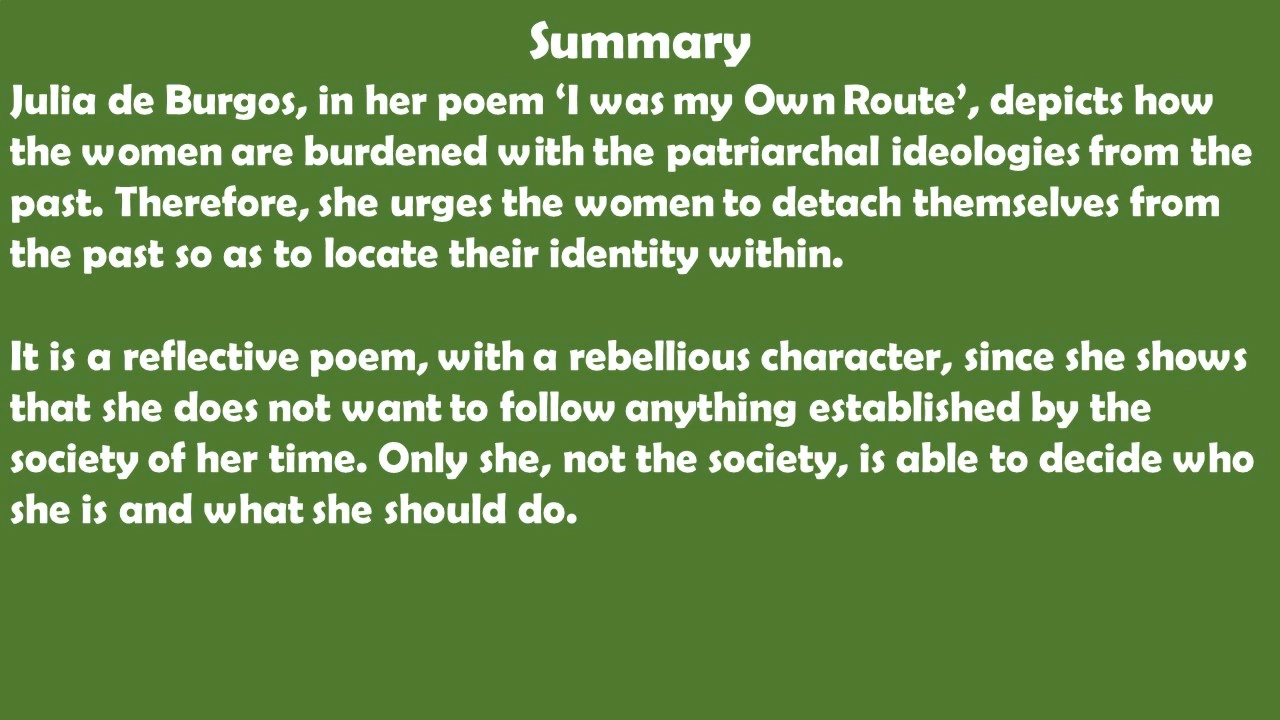 Summary
Julia de Burgos, in her poem ‘I was my Own Route’, depicts how
the women are burdened with the patriarchal ideologies from the
past. Therefore, she urges the women to detach themselves from
the past so as to locate their identity within.
It is a reflective poem, with a rebellious character, since she shows
that she does not want to follow anything established by the
society of her time. Only she, not the society, is able to decide who
she is and what she should do.